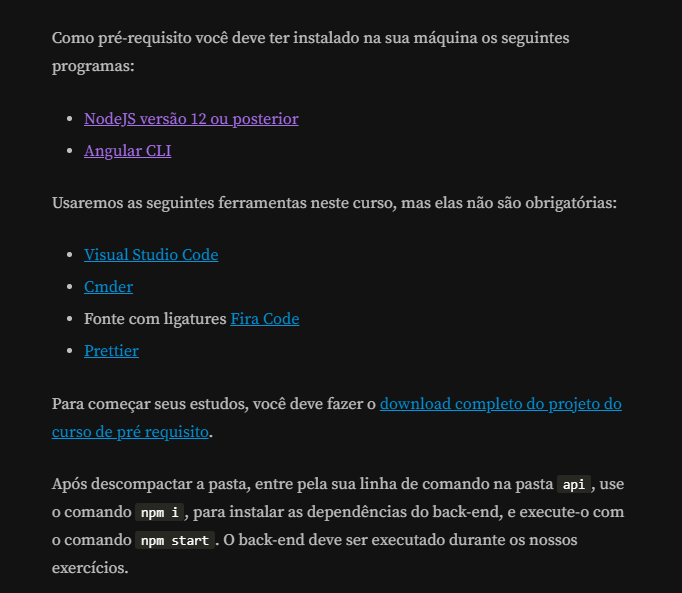 Como pré-requisito você deve ter instalado na sua máquina os seguintes
programas:
• NodeJS versão 12 ou posterior
• Angular CLI
Usaremos as seguintes ferramentas neste curso, mas elas não são obrigatórias:
• Visual Studio Code
• Cmder
• Fonte com ligatures Fira Code
• Prettier
Para começar seus estudos, você deve fazer o download completo do projeto do
curso de pré requisito.
Após descompactar a pasta, entre pela sua linha de comando na pasta api, use
o comando npm i, para instalar as dependências do back-end, e execute-o com
o comando npm start. O back-end deve ser executado durante os nossos
exercícios.